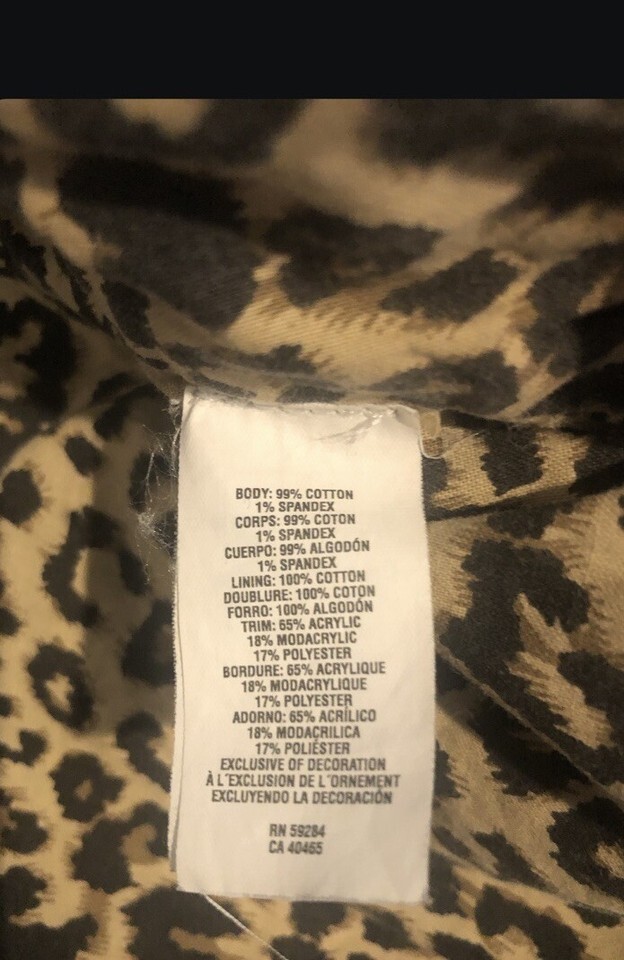 BODY: 99% COTTON
1% SPANDEX
CORPS: 99% COTON
1% SPANDEX
CUERPO: 99% ALGODÓN
1% SPANDEX
LINING: 100% COTTON
DOUBLURE: 100% COTON
FORRO: 100% ALGODÓN
TRIM: 65% ACRYLIC
18% MODACRYLIC
17% POLYESTER
BORDURE: 65% ACRYLIQUE
18% MODACRYLIQUE
17% POLYESTER
ADORNO: 65% ACRÍLICO
18% MODACRILICA
17% POLIÉSTER
EXCLUSIVE OF DECORATION
À L'EXCLUSION DE L'ORNEMENT
EXCLUYENDO LA DECORACIÓN
RN 59284
CA 40465